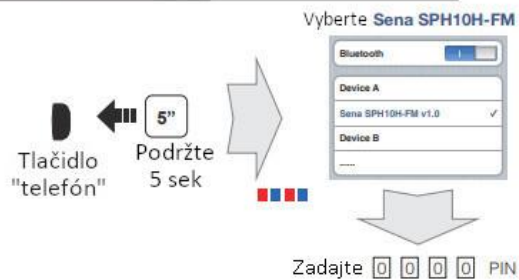 Vyberte Sena SPH10H-FM
Bluetooth
Device A
Sena SPH10H-FM v1.0 ✓
Device B
.....
5”
Tlačidlo
"telefón"
Podržte
5 sek
Zadajte 0 0 0 0 PIN